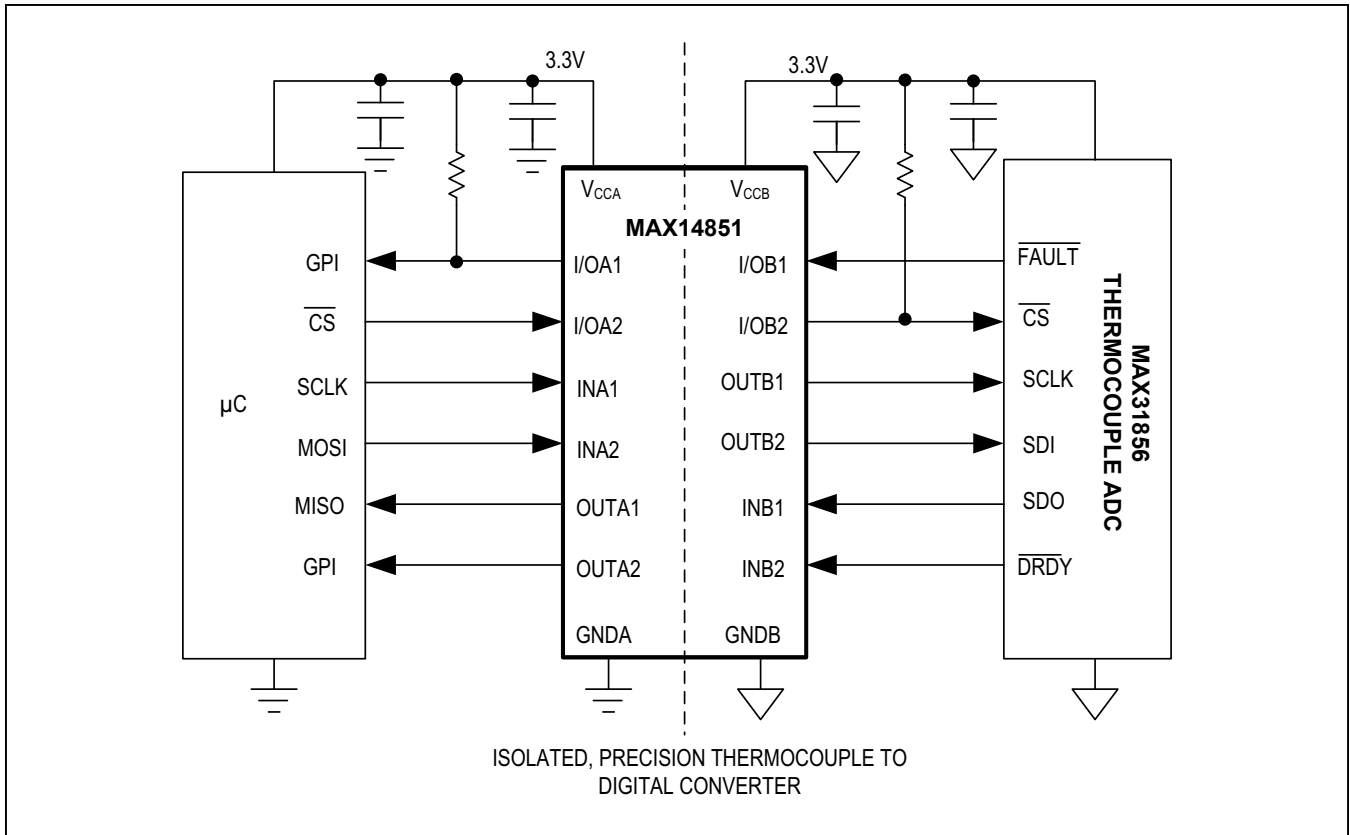 3.3V
3.3V
VCCA
VCCB
MAX14851
GPI
I/OA1
I/OB1
FAULT
CS
I/OA2
I/OB2
CS
SCLK
INA1
OUTB1
SCLK
µC
MOSI
INA2
OUTB2
SDI
MISO
OUTA1
INB1
SDO
GPI
OUTA2
INB2
DRDY
GNDA
GNDB
MAX31856
THERMOCOUPLE ADC
ISOLATED, PRECISION THERMOCOUPLE TO
DIGITAL CONVERTER